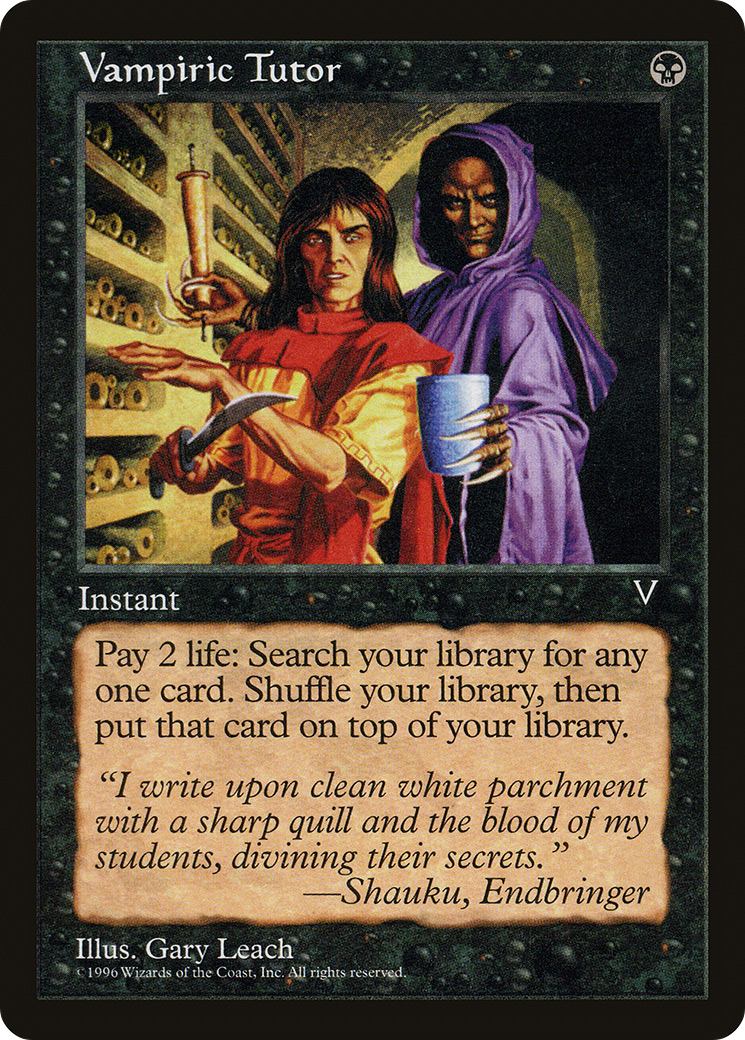 Vampiric Tutor
Instant
V
Pay 2 life: Search your library for any
one card. Shuffle your library, then
put that card on top of your library.
“I write upon clean white parchment
with a sharp quill and the blood of my
students, divining their secrets.”
—Shauku, Endbringer
Illus. Gary Leach
©1996 Wizards of the Coast, Inc. All rights reserved.